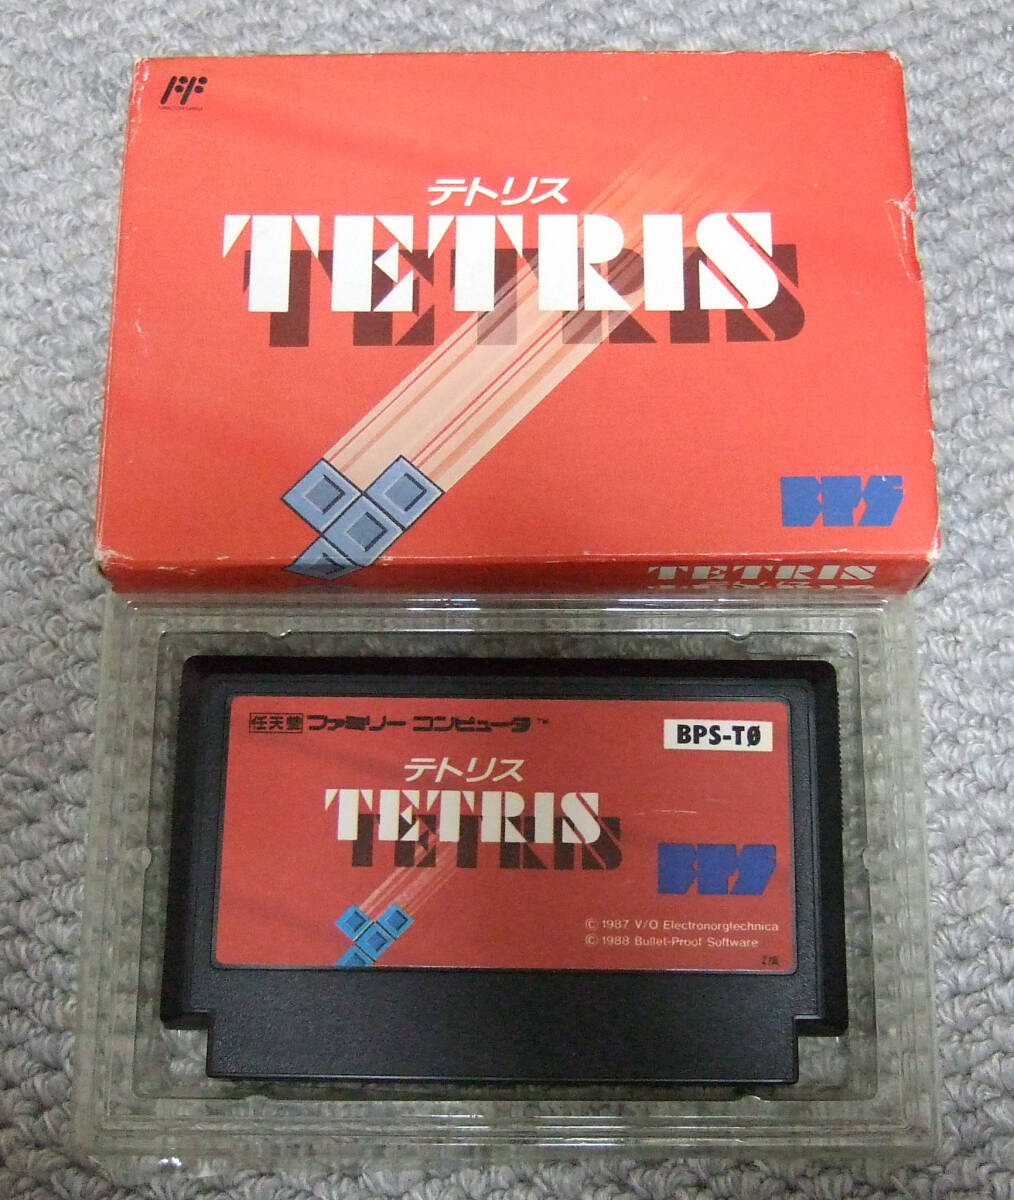 テトリス
TETRIS
BPS
TETRIS
任天堂 ファミリー コンピュータ™
BPS-TØ
テトリス
TETRIS
BPS
© 1987 V/O Electronorgtechnica
© 1988 Bullet-Proof Software